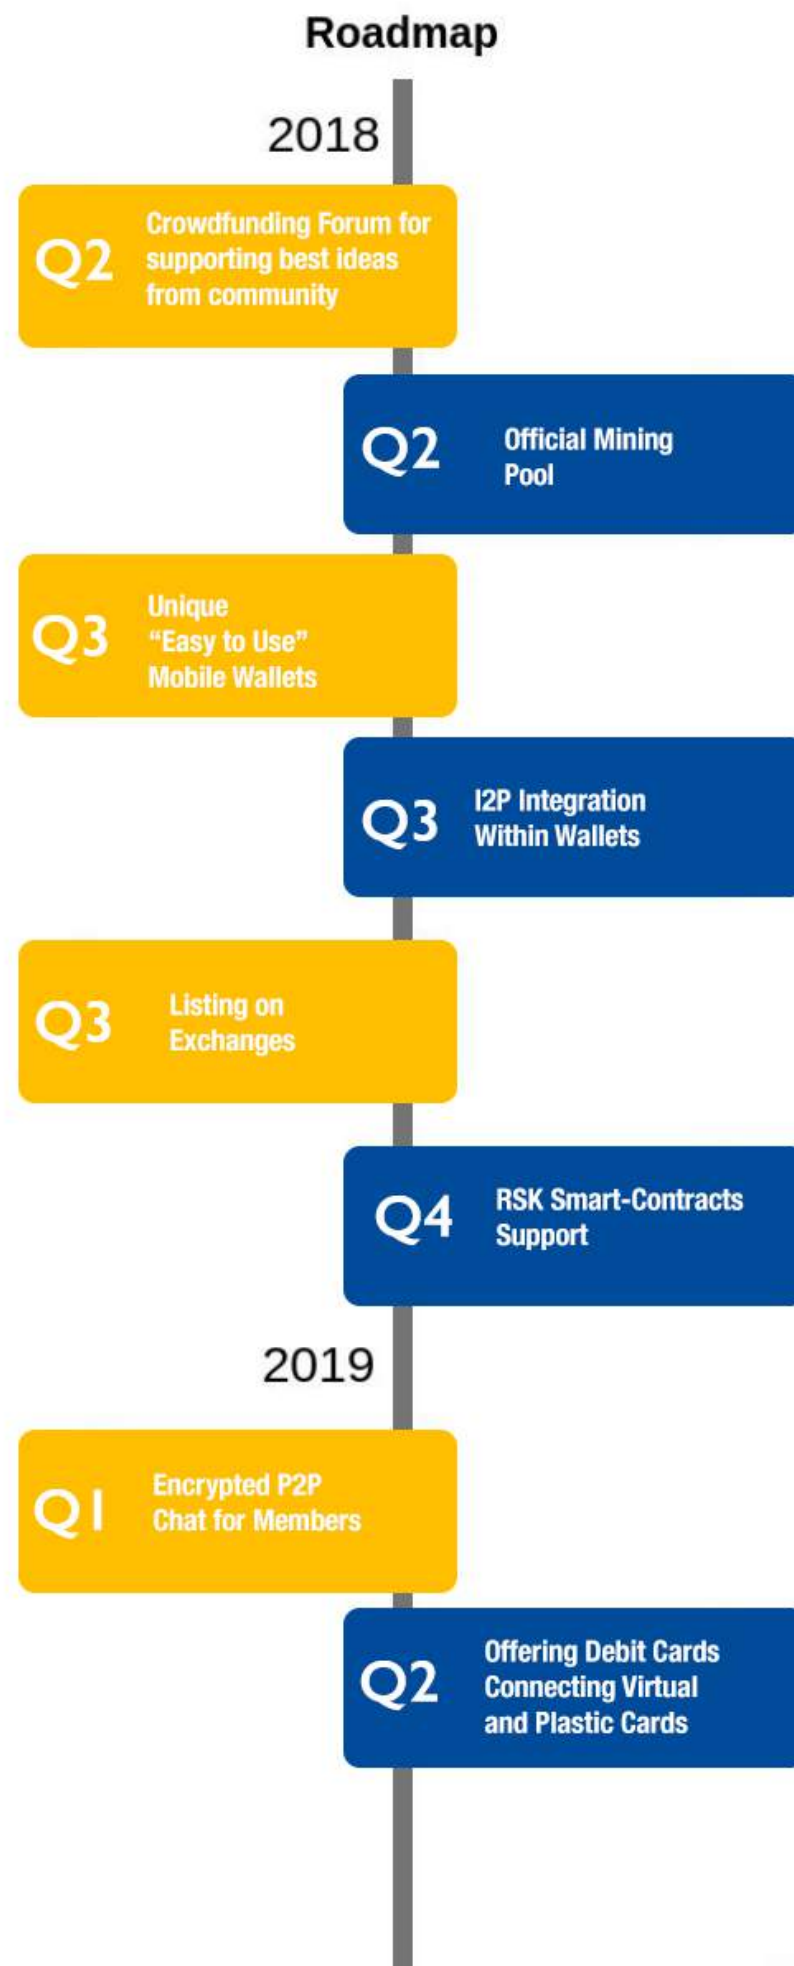 Roadmap
2018
Q2
Crowdfunding Forum for
supporting best ideas
from community
Q2
Official Mining
Pool
Q3
Unique
“Easy to Use”
Mobile Wallets
Q3
I2P Integration
Within Wallets
Q3
Listing on
Exchanges
Q4
RSK Smart-Contracts
Support
2019
Q1
Encrypted P2P
Chat for Members
Q2
Offering Debit Cards
Connecting Virtual
and Plastic Cards